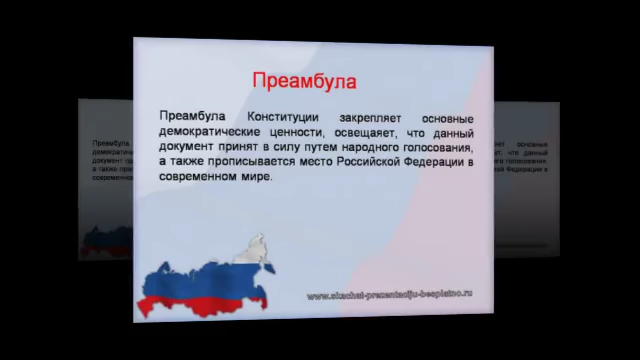 Преамбула
Преамбула Конституции закрепляет основные
демократические ценности, освещаяет, что данный
документ принят в силу путем народного голосования,
а также прописывается место Российской Федерации в
современном мире.
www.skachat-prezentaciju-besplatno.ru